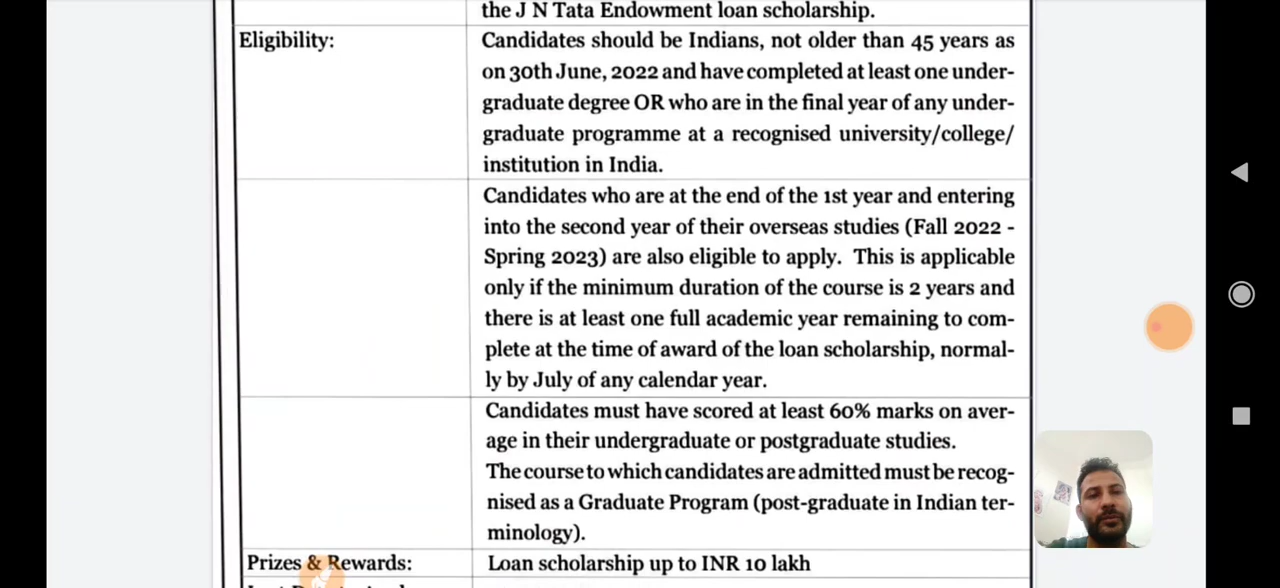 the J N Tata Endowment loan scholarship.
Eligibility:
Candidates should be Indians, not older than 45 years as
on 30th June, 2022 and have completed at least one under-
graduate degree OR who are in the final year of any under-
graduate programme at a recognised university/college/
institution in India.
Candidates who are at the end of the 1st year and entering
into the second year of their overseas studies (Fall 2022 -
Spring 2023) are also eligible to apply. This is applicable
only if the minimum duration of the course is 2 years and
there is at least one full academic year remaining to com-
plete at the time of award of the loan scholarship, normal-
ly by July of any calendar year.
Candidates must have scored at least 60% marks on aver-
age in their undergraduate or postgraduate studies.
The course to which candidates are admitted must be recog-
nised as a Graduate Program (post-graduate in Indian ter-
minology).
Prizes & Rewards:
Loan scholarship up to INR 10 lakh